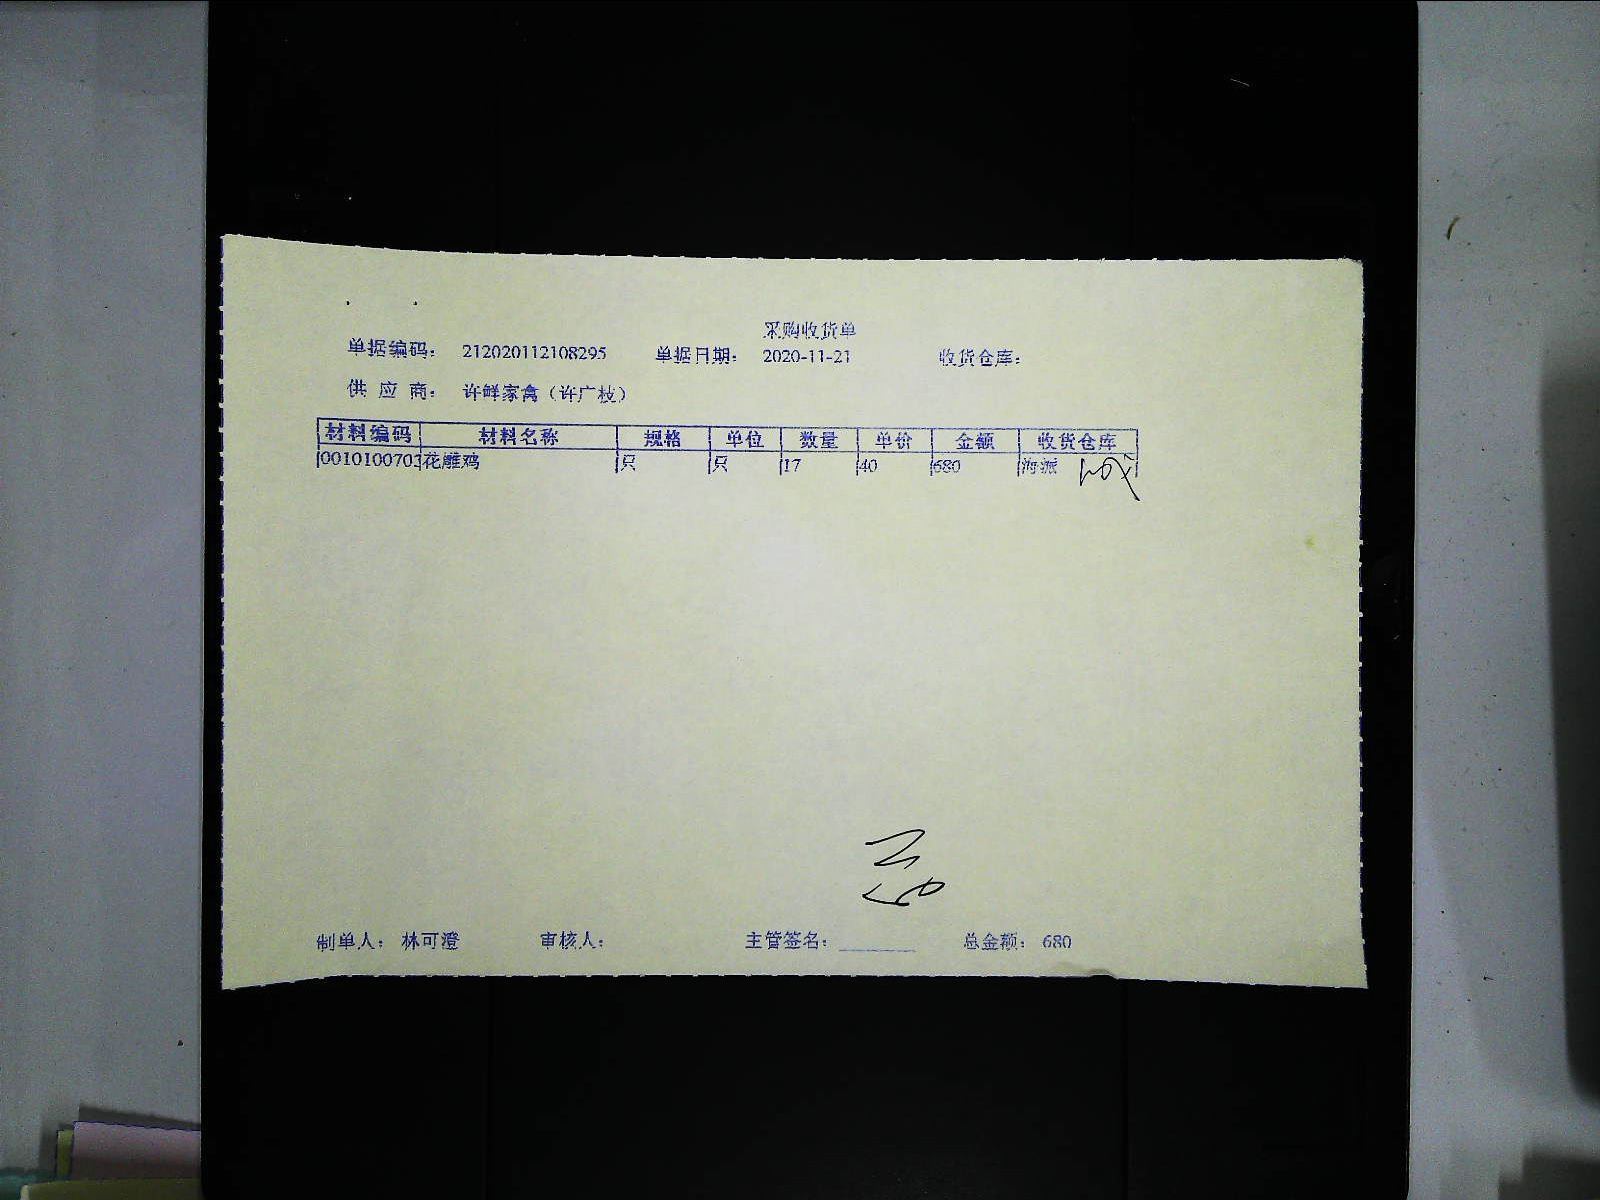 采购收货单
单据编码： 212020112108295 单据日期： 2020-11-21 收货仓库：
供 应 商： 许鲜家禽（许广枝）
材料编码 材料名称 规格 单位 数量 单价 金额 收货仓库
0010100703 花雕鸡 只 只 17 40 680 海派
制单人： 林可澄 审核人： 主管签名： 总金额： 680